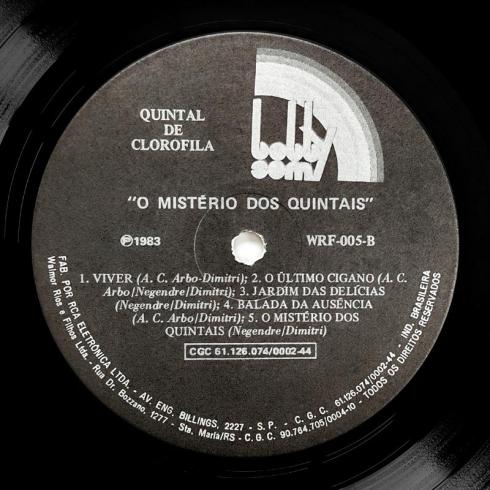 QUINTAL
DE
CLOROFILA
"O MISTÉRIO DOS QUINTAIS"
℗1983
WRF-005-B
1. VIVER (A. C. Arbo-Dimitri); 2. O ÚLTIMO CIGANO (A. C.
Arbo/Negendre/Dimitri); 3. JARDIM DAS DELÍCIAS
(Negendre/Dimitri); 4. BALADA DA AUSÊNCIA
(A. C. Arbo/Dimitri); 5. O MISTÉRIO DOS
QUINTAIS (Negendre/Dimitri)
CGC 61.126.074/0002-44
FAB. POR RCA ELETRÔNICA LTDA. - AV. ENG. BILLINGS, 2227 - S.P. - C.G.C. 61.126.074/0002-44 - IND. BRASILEIRA
Walmor Rios e Filhos Ltda. - Rua Dr. Bozzano, 1277 - Sta. Maria/RS - C.G.C. 90.784.705/0004-10 - TODOS OS DIREITOS RESERVADOS